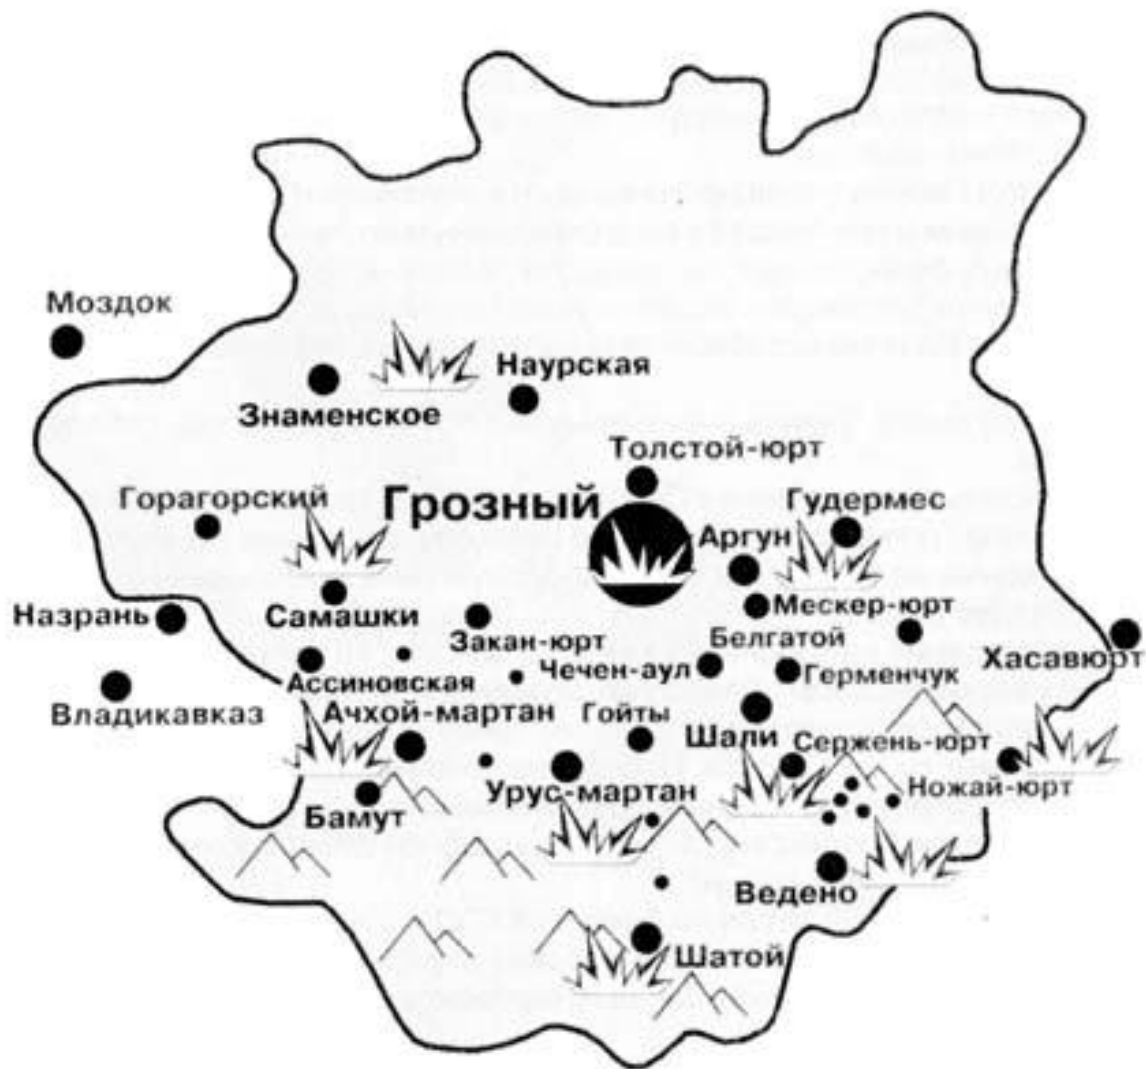 Моздок
Наурская
Знаменское
Толстой-юрт
Горагорский
Грозный
Гудермес
Аргун
Назрань
Самашки
Мескер-юрт
Закан-юрт
Белгатой
Хасавюрт
Чечен-аул
Герменчук
Ассиновская
Владикавказ
Ачхой-мартан
Гойты
Шали
Сержень-юрт
Ножай-юрт
Урус-мартан
Бамут
Ведено
Шатой